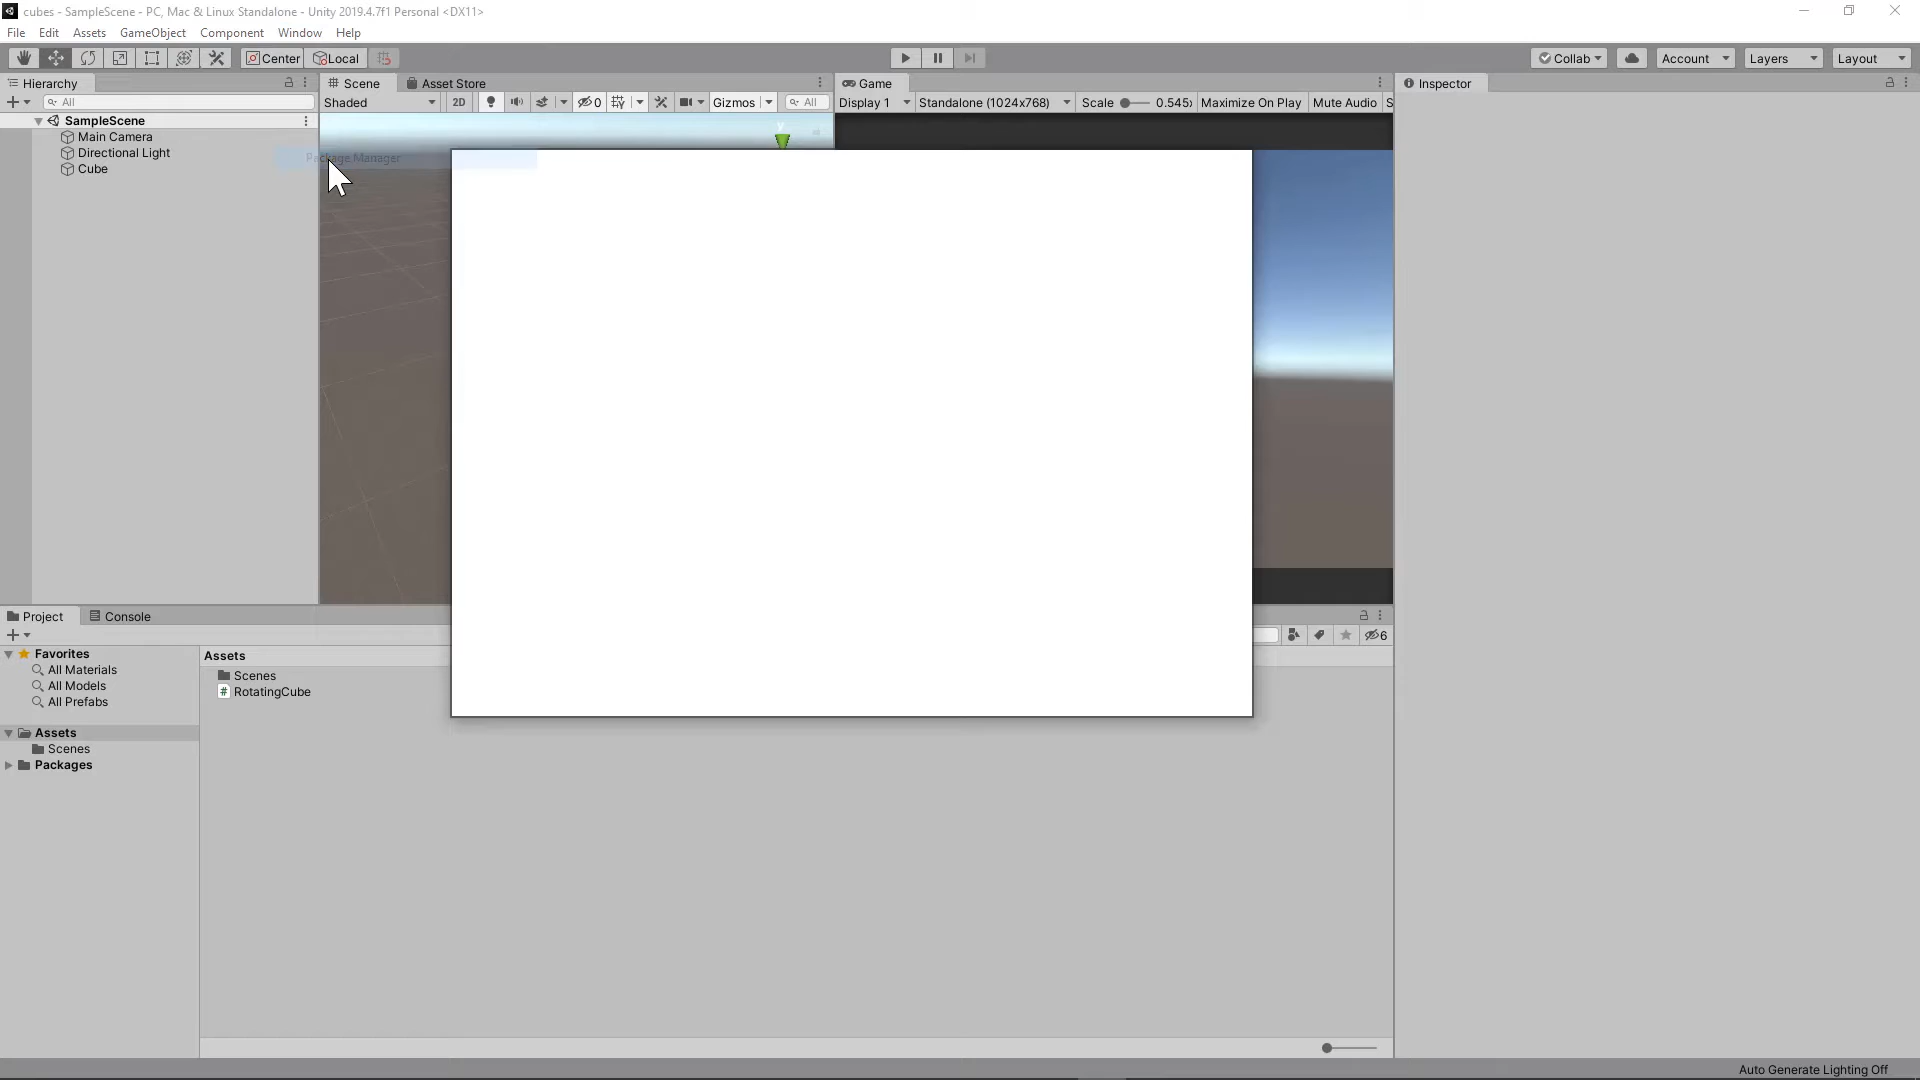 cubes - SampleScene - PC, Mac & Linux Standalone - Unity 2019.4.7f1 Personal <DX11>
File Edit Assets GameObject Component Window Help
Center Local Collab Account Layers Layout
Hierarchy Scene Asset Store Game Inspector
All Shaded 2D 0 Gizmos All Display 1 Standalone (1024x768) Scale 0.545x Maximize On Play Mute Audio S
SampleScene
Main Camera
Directional Light
Package Manager
Cube
y
Project Console
6
Favorites Assets
All Materials Scenes
All Models RotatingCube
All Prefabs
Assets
Scenes
Packages
Auto Generate Lighting Off